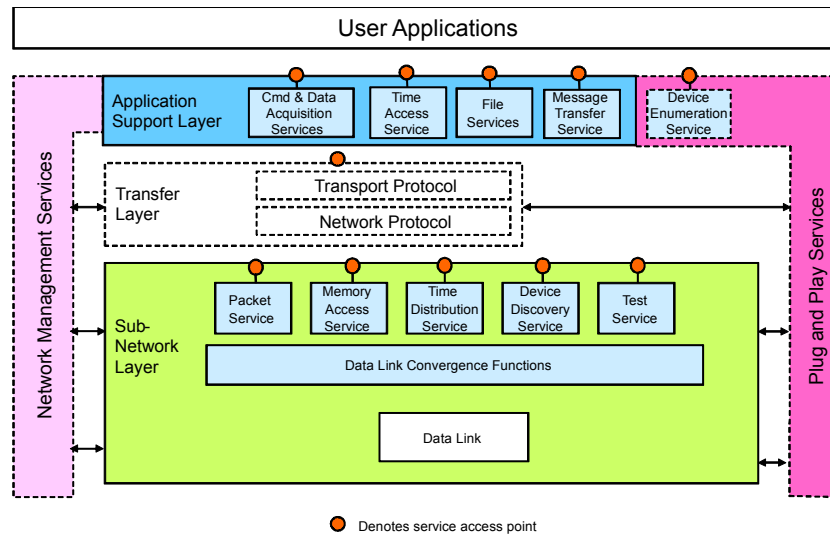 User Applications
Application
Support Layer
Cmd & Data
Acquisition
Services
Time
Access
Service
File
Services
Message
Transfer
Service
Device
Enumeration
Service
Network Management Services
Plug and Play Services
Transfer
Layer
Transport Protocol
Network Protocol
Sub-
Network
Layer
Packet
Service
Memory
Access
Service
Time
Distribution
Service
Device
Discovery
Service
Test
Service
Data Link Convergence Functions
Data Link
Denotes service access point